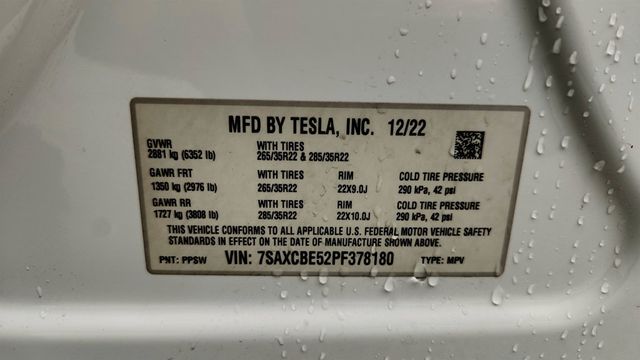 MFD BY TESLA, INC. 12/22
GVWR WITH TIRES
2881 kg (6352 lb) 265/35R22 & 285/35R22
GAWR FRT WITH TIRES RIM COLD TIRE PRESSURE
1350 kg (2976 lb) 265/35R22 22X9.0J 290 kPa, 42 psi
GAWR RR WITH TIRES RIM COLD TIRE PRESSURE
1727 kg (3808 lb) 285/35R22 22X10.0J 290 kPa, 42 psi
THIS VEHICLE CONFORMS TO ALL APPLICABLE U.S. FEDERAL MOTOR VEHICLE SAFETY
STANDARDS IN EFFECT ON THE DATE OF MANUFACTURE SHOWN ABOVE.
PNT: PPSW VIN: 7SAXCBE52PF378180 TYPE: MPV